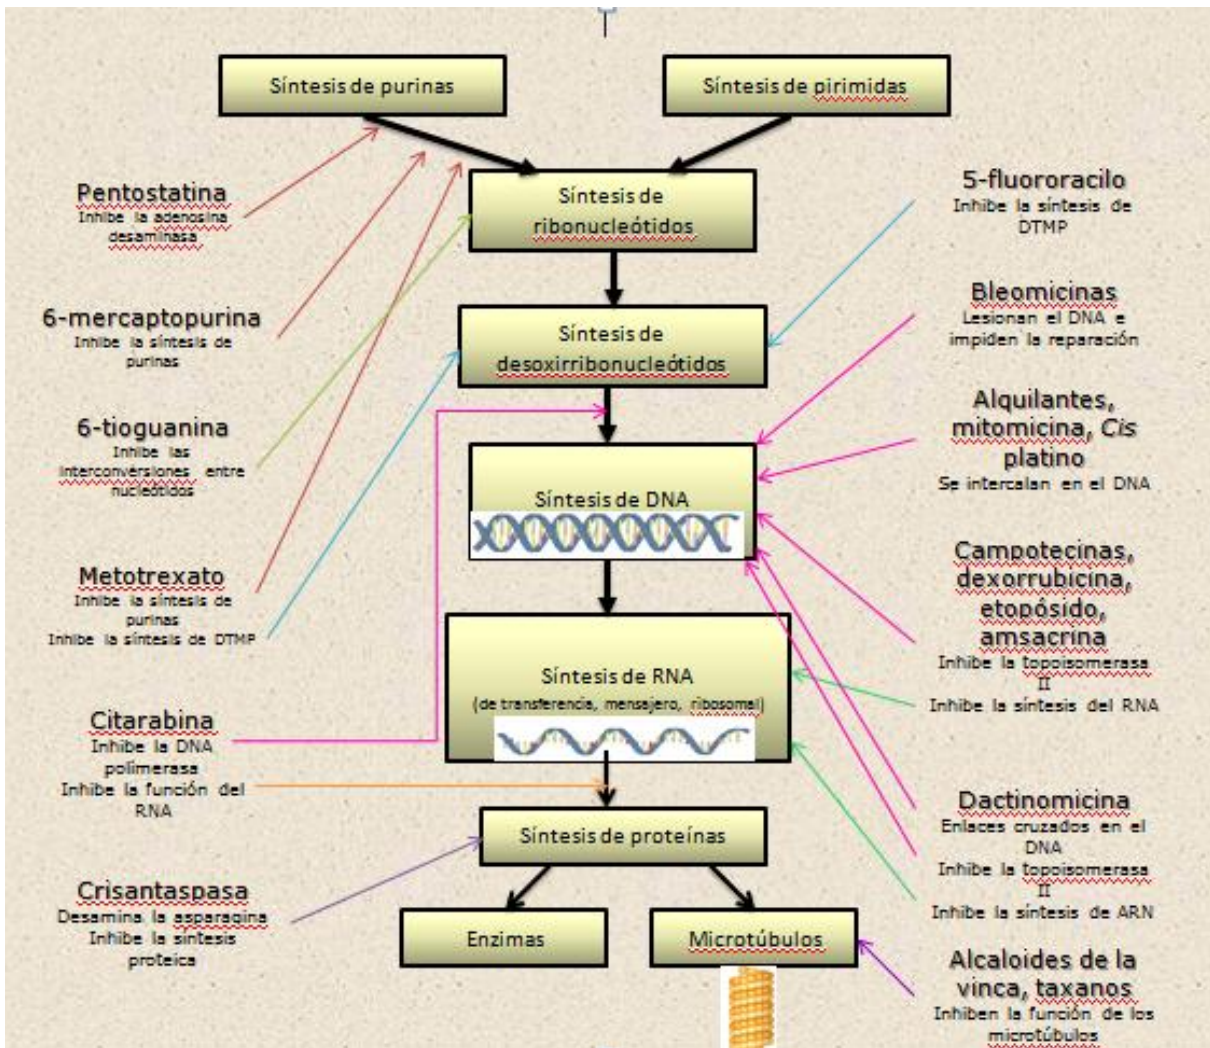 Síntesis de purinas
Síntesis de pirimidas
Síntesis de
ribonucleótidos
Síntesis de
desoxirribonucleótidos
Síntesis de DNA
Síntesis de RNA
(de transferencia, mensajero, ribosomal)
Síntesis de proteínas
Enzimas
Microtúbulos
Pentostatina
Inhibe la adenosina
desaminasa
6-mercaptopurina
Inhibe la síntesis de
purinas
6-tioguanina
Inhibe las
interconversiones entre
nucleótidos
Metotrexato
Inhibe la síntesis de
purinas
Inhibe la síntesis de DTMP
Citarabina
Inhibe la DNA
polimerasa
Inhibe la función del
RNA
Crisantaspasa
Desamina la asparagina
Inhibe la síntesis
proteica
5-fluororacilo
Inhibe la síntesis de
DTMP
Bleomicinas
Lesionan el DNA e
impiden la reparación
Alquilantes,
mitomicina, Cis
platino
Se intercalan en el DNA
Campotecinas,
dexorrubicina,
etopósido,
amsacrina
Inhibe la topoisomerasa
II
Inhibe la síntesis del RNA
Dactinomicina
Enlaces cruzados en el
DNA
Inhibe la topoisomerasa
II
Inhibe la síntesis de ARN
Alcaloides de la
vinca, taxanos
Inhiben la función de los
microtúbulos